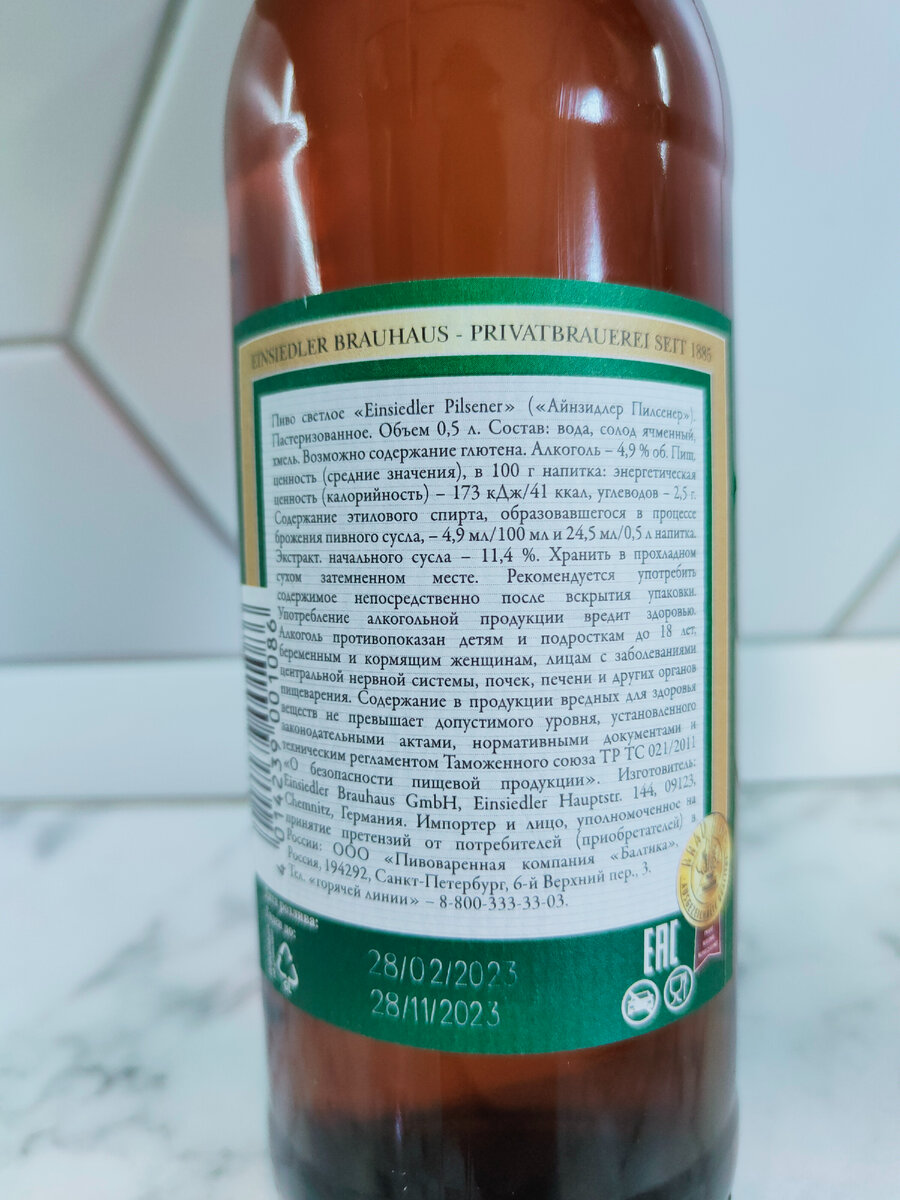 EINSIEDLER BRAUHAUS - PRIVATBRAUEREI SEIT 1885
Пиво светлое «Einsiedler Pilsener» («Айнзидлер Пилсенер»).
Пастеризованное. Объем 0,5 л. Состав: вода, солод ячменный,
хмель. Возможно содержание глютена. Алкоголь – 4,9 % об. Пищ.
ценность (средние значения), в 100 г напитка: энергетическая
ценность (калорийность) – 173 кДж/41 ккал, углеводов – 2,5 г.
Содержание этилового спирта, образовавшегося в процессе
брожения пивного сусла, – 4,9 мл/100 мл и 24,5 мл/0,5 л напитка.
Экстракт. начального сусла – 11,4 %. Хранить в прохладном
сухом затемненном месте. Рекомендуется употребить
содержимое непосредственно после вскрытия упаковки.
Употребление алкогольной продукции вредит здоровью.
Алкоголь противопоказан детям и подросткам до 18 лет,
беременным и кормящим женщинам, лицам с заболеваниями
центральной нервной системы, почек, печени и других органов
пищеварения. Содержание в продукции вредных для здоровья
веществ не превышает допустимого уровня, установленного
законодательными актами, нормативными документами и
техническим регламентом Таможенного союза ТР ТС 021/2011
«О безопасности пищевой продукции». Изготовитель:
Einsiedler Brauhaus GmbH, Einsiedler Hauptstr. 144, 09123,
Chemnitz, Германия. Импортер и лицо, уполномоченное на
принятие претензий от потребителей (приобретателей) в
России: ООО «Пивоваренная компания «Балтика»,
Россия, 194292, Санкт-Петербург, 6-й Верхний пер., 3.
Тел. «горячей линии» – 8-800-333-33-03.
4 014239 001086
розлива:
до:
28/02/2023
28/11/2023
EAC